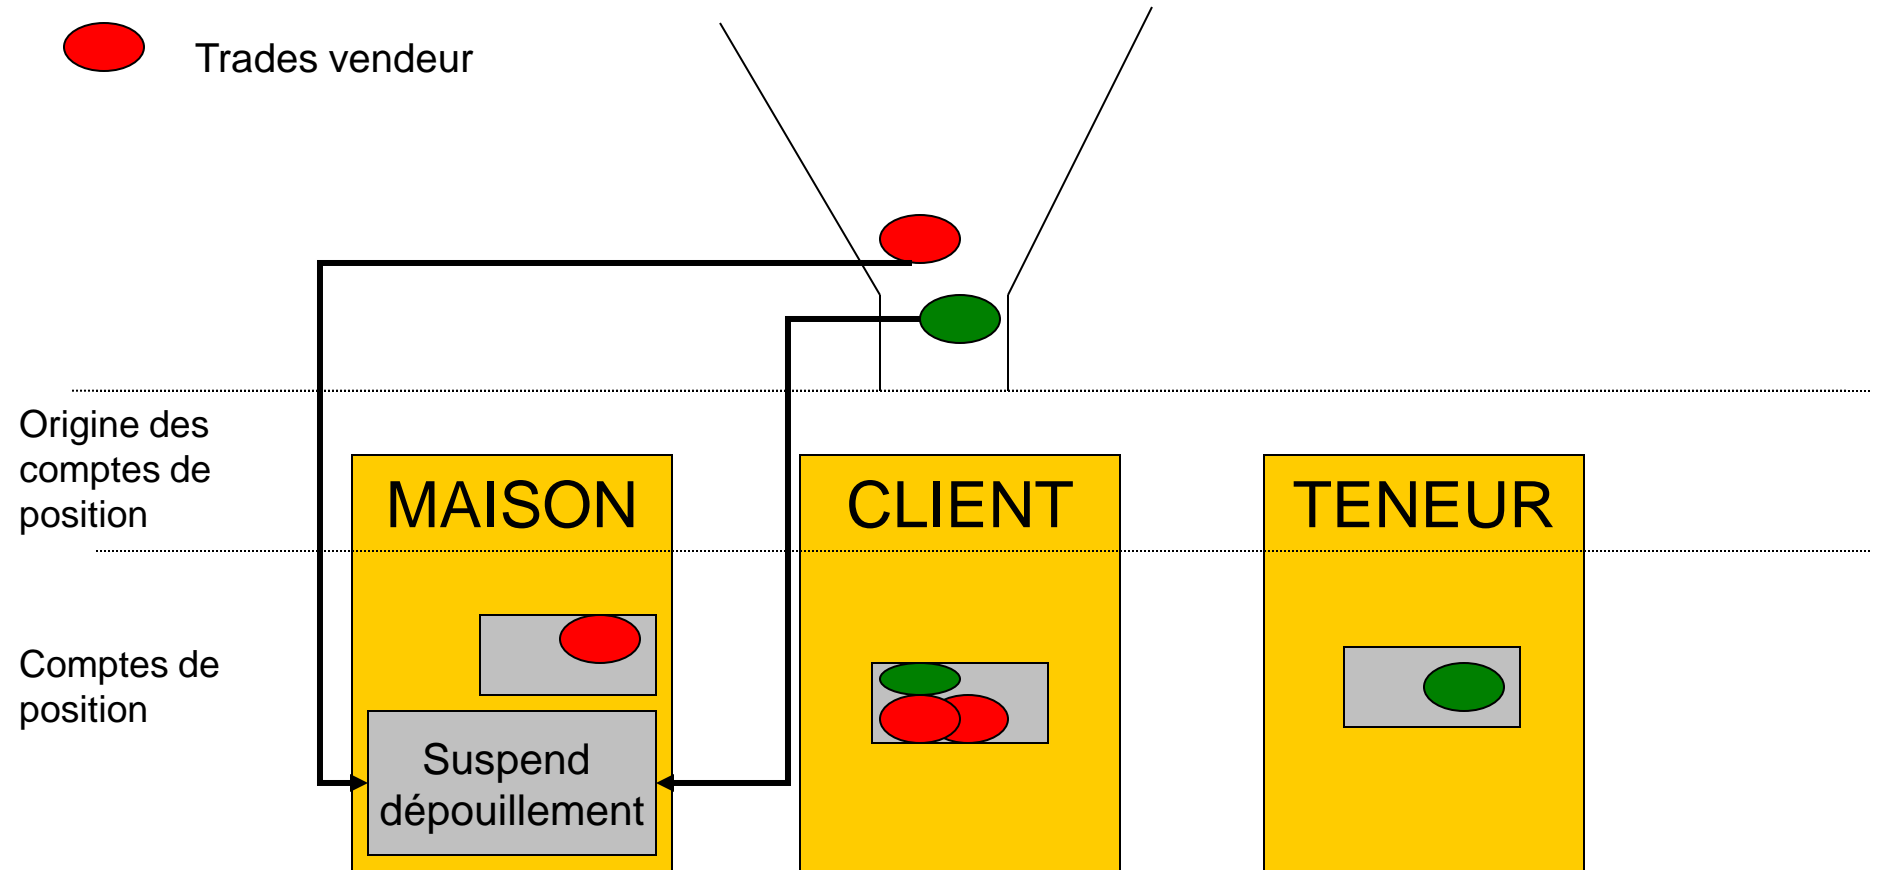 Trades vendeur
Origine des
comptes de
position
MAISON
CLIENT
TENEUR
Comptes de
position
Suspend
dépouillement